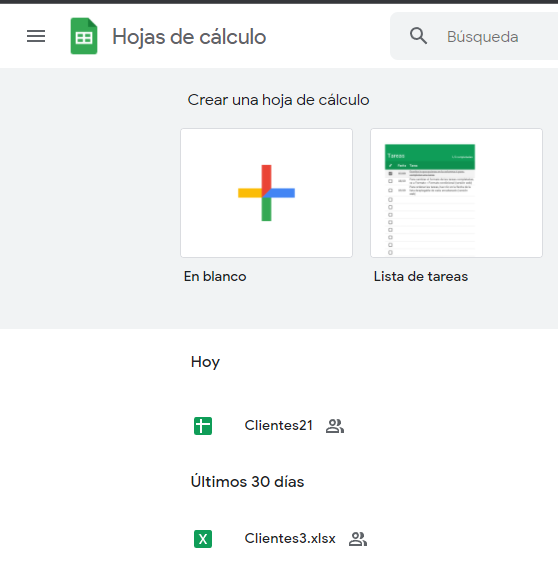 Hojas de cálculo
Búsqueda
Crear una hoja de cálculo
Tareas
En blanco
Lista de tareas
Hoy
Clientes21
Últimos 30 días
X
Clientes3.xlsx